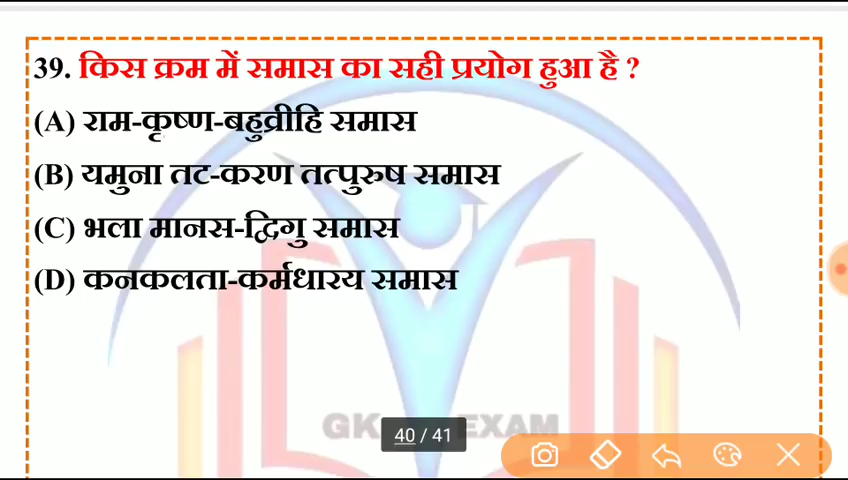 39. किस क्रम में समास का सही प्रयोग हुआ है ?
(A) राम-कृष्ण-बहुव्रीहि समास
(B) यमुना तट-करण तत्पुरुष समास
(C) भला मानस-द्विगु समास
(D) कनकलता-कर्मधारय समास
GK EXAM
40 / 41